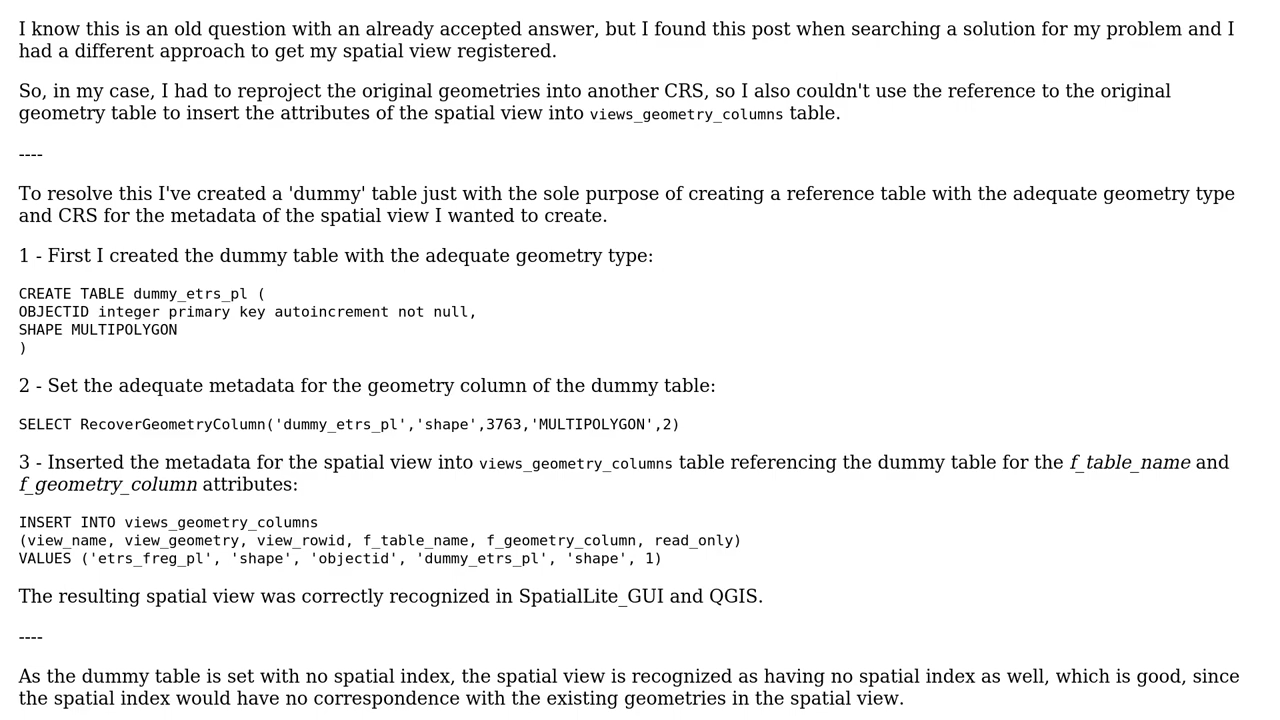 I know this is an old question with an already accepted answer, but I found this post when searching a solution for my problem and I
had a different approach to get my spatial view registered.
So, in my case, I had to reproject the original geometries into another CRS, so I also couldn't use the reference to the original
geometry table to insert the attributes of the spatial view into views_geometry_columns table.
----
To resolve this I've created a 'dummy' table just with the sole purpose of creating a reference table with the adequate geometry type
and CRS for the metadata of the spatial view I wanted to create.
1 - First I created the dummy table with the adequate geometry type:
CREATE TABLE dummy_etrs_pl (
OBJECTID integer primary key autoincrement not null,
SHAPE MULTIPOLYGON
)
2 - Set the adequate metadata for the geometry column of the dummy table:
SELECT RecoverGeometryColumn('dummy_etrs_pl','shape',3763,'MULTIPOLYGON',2)
3 - Inserted the metadata for the spatial view into views_geometry_columns table referencing the dummy table for the f_table_name and
f_geometry_column attributes:
INSERT INTO views_geometry_columns
(view_name, view_geometry, view_rowid, f_table_name, f_geometry_column, read_only)
VALUES ('etrs_freg_pl', 'shape', 'objectid', 'dummy_etrs_pl', 'shape', 1)
The resulting spatial view was correctly recognized in SpatialLite_GUI and QGIS.
----
As the dummy table is set with no spatial index, the spatial view is recognized as having no spatial index as well, which is good, since
the spatial index would have no correspondence with the existing geometries in the spatial view.